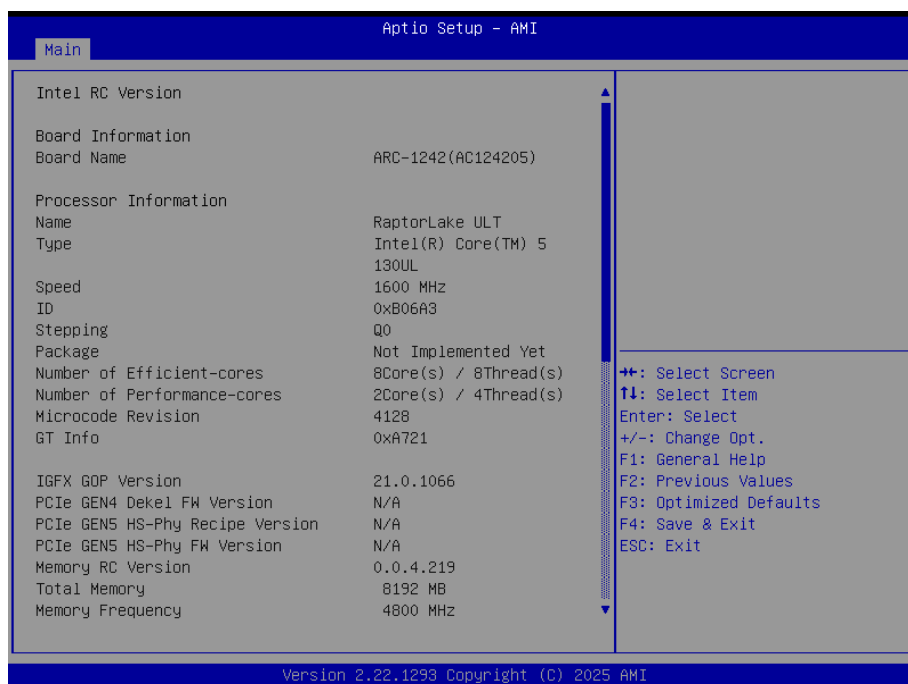 Aptio Setup – AMI
Main
Intel RC Version
Board Information
Board Name ARC-1242(AC124205)
Processor Information
Name RaptorLake ULT
Type Intel(R) Core(TM) 5
130UL
Speed 1600 MHz
ID 0xB06A3
Stepping Q0
Package Not Implemented Yet
Number of Efficient-cores 8Core(s) / 8Thread(s)
Number of Performance-cores 2Core(s) / 4Thread(s)
Microcode Revision 4128
GT Info 0xA721
IGFX GOP Version 21.0.1066
PCIe GEN4 Dekel FW Version N/A
PCIe GEN5 HS-Phy Recipe Version N/A
PCIe GEN5 HS-Phy FW Version N/A
Memory RC Version 0.0.4.219
Total Memory 8192 MB
Memory Frequency 4800 MHz
→←: Select Screen
↑↓: Select Item
Enter: Select
+/-: Change Opt.
F1: General Help
F2: Previous Values
F3: Optimized Defaults
F4: Save & Exit
ESC: Exit
Version 2.22.1293 Copyright (C) 2025 AMI